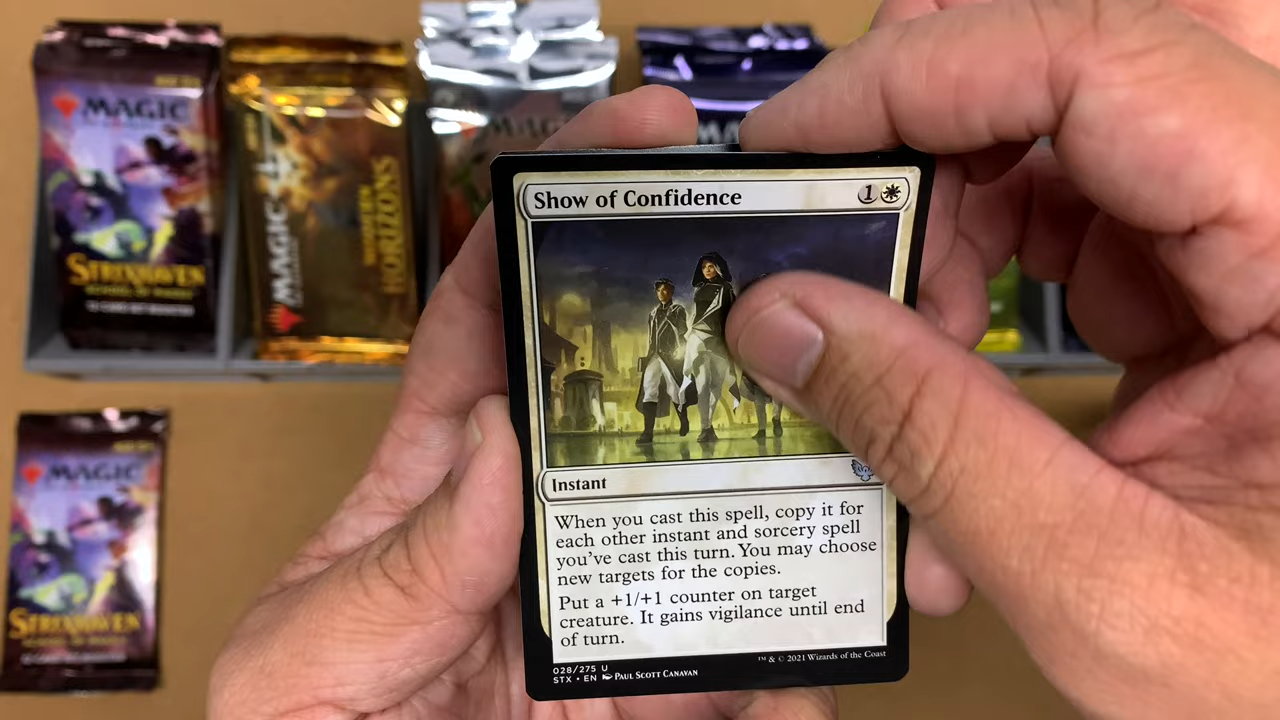 MAGIC
STRIXHAVEN
MAGIC
HORIZONS
MAGIC
STRIXHAVEN
Show of Confidence 1
Instant
When you cast this spell, copy it for
each other instant and sorcery spell
you've cast this turn. You may choose
new targets for the copies.
Put a +1/+1 counter on target
creature. It gains vigilance until end
of turn.
028/275 U
STX • EN PAUL SCOTT CANAVAN
™ & © 2021 Wizards of the Coast